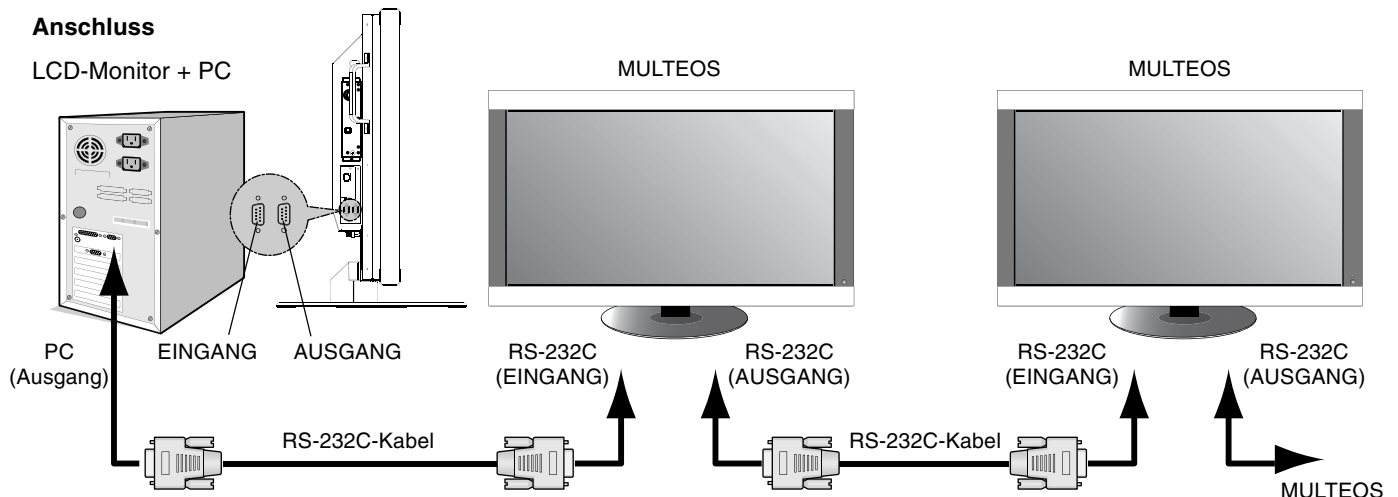 Anschluss
LCD-Monitor + PC
MULTEOS
MULTEOS
PC
(Ausgang)
EINGANG
AUSGANG
RS-232C
(EINGANG)
RS-232C
(AUSGANG)
RS-232C
(EINGANG)
RS-232C
(AUSGANG)
RS-232C-Kabel
RS-232C-Kabel
MULTEOS